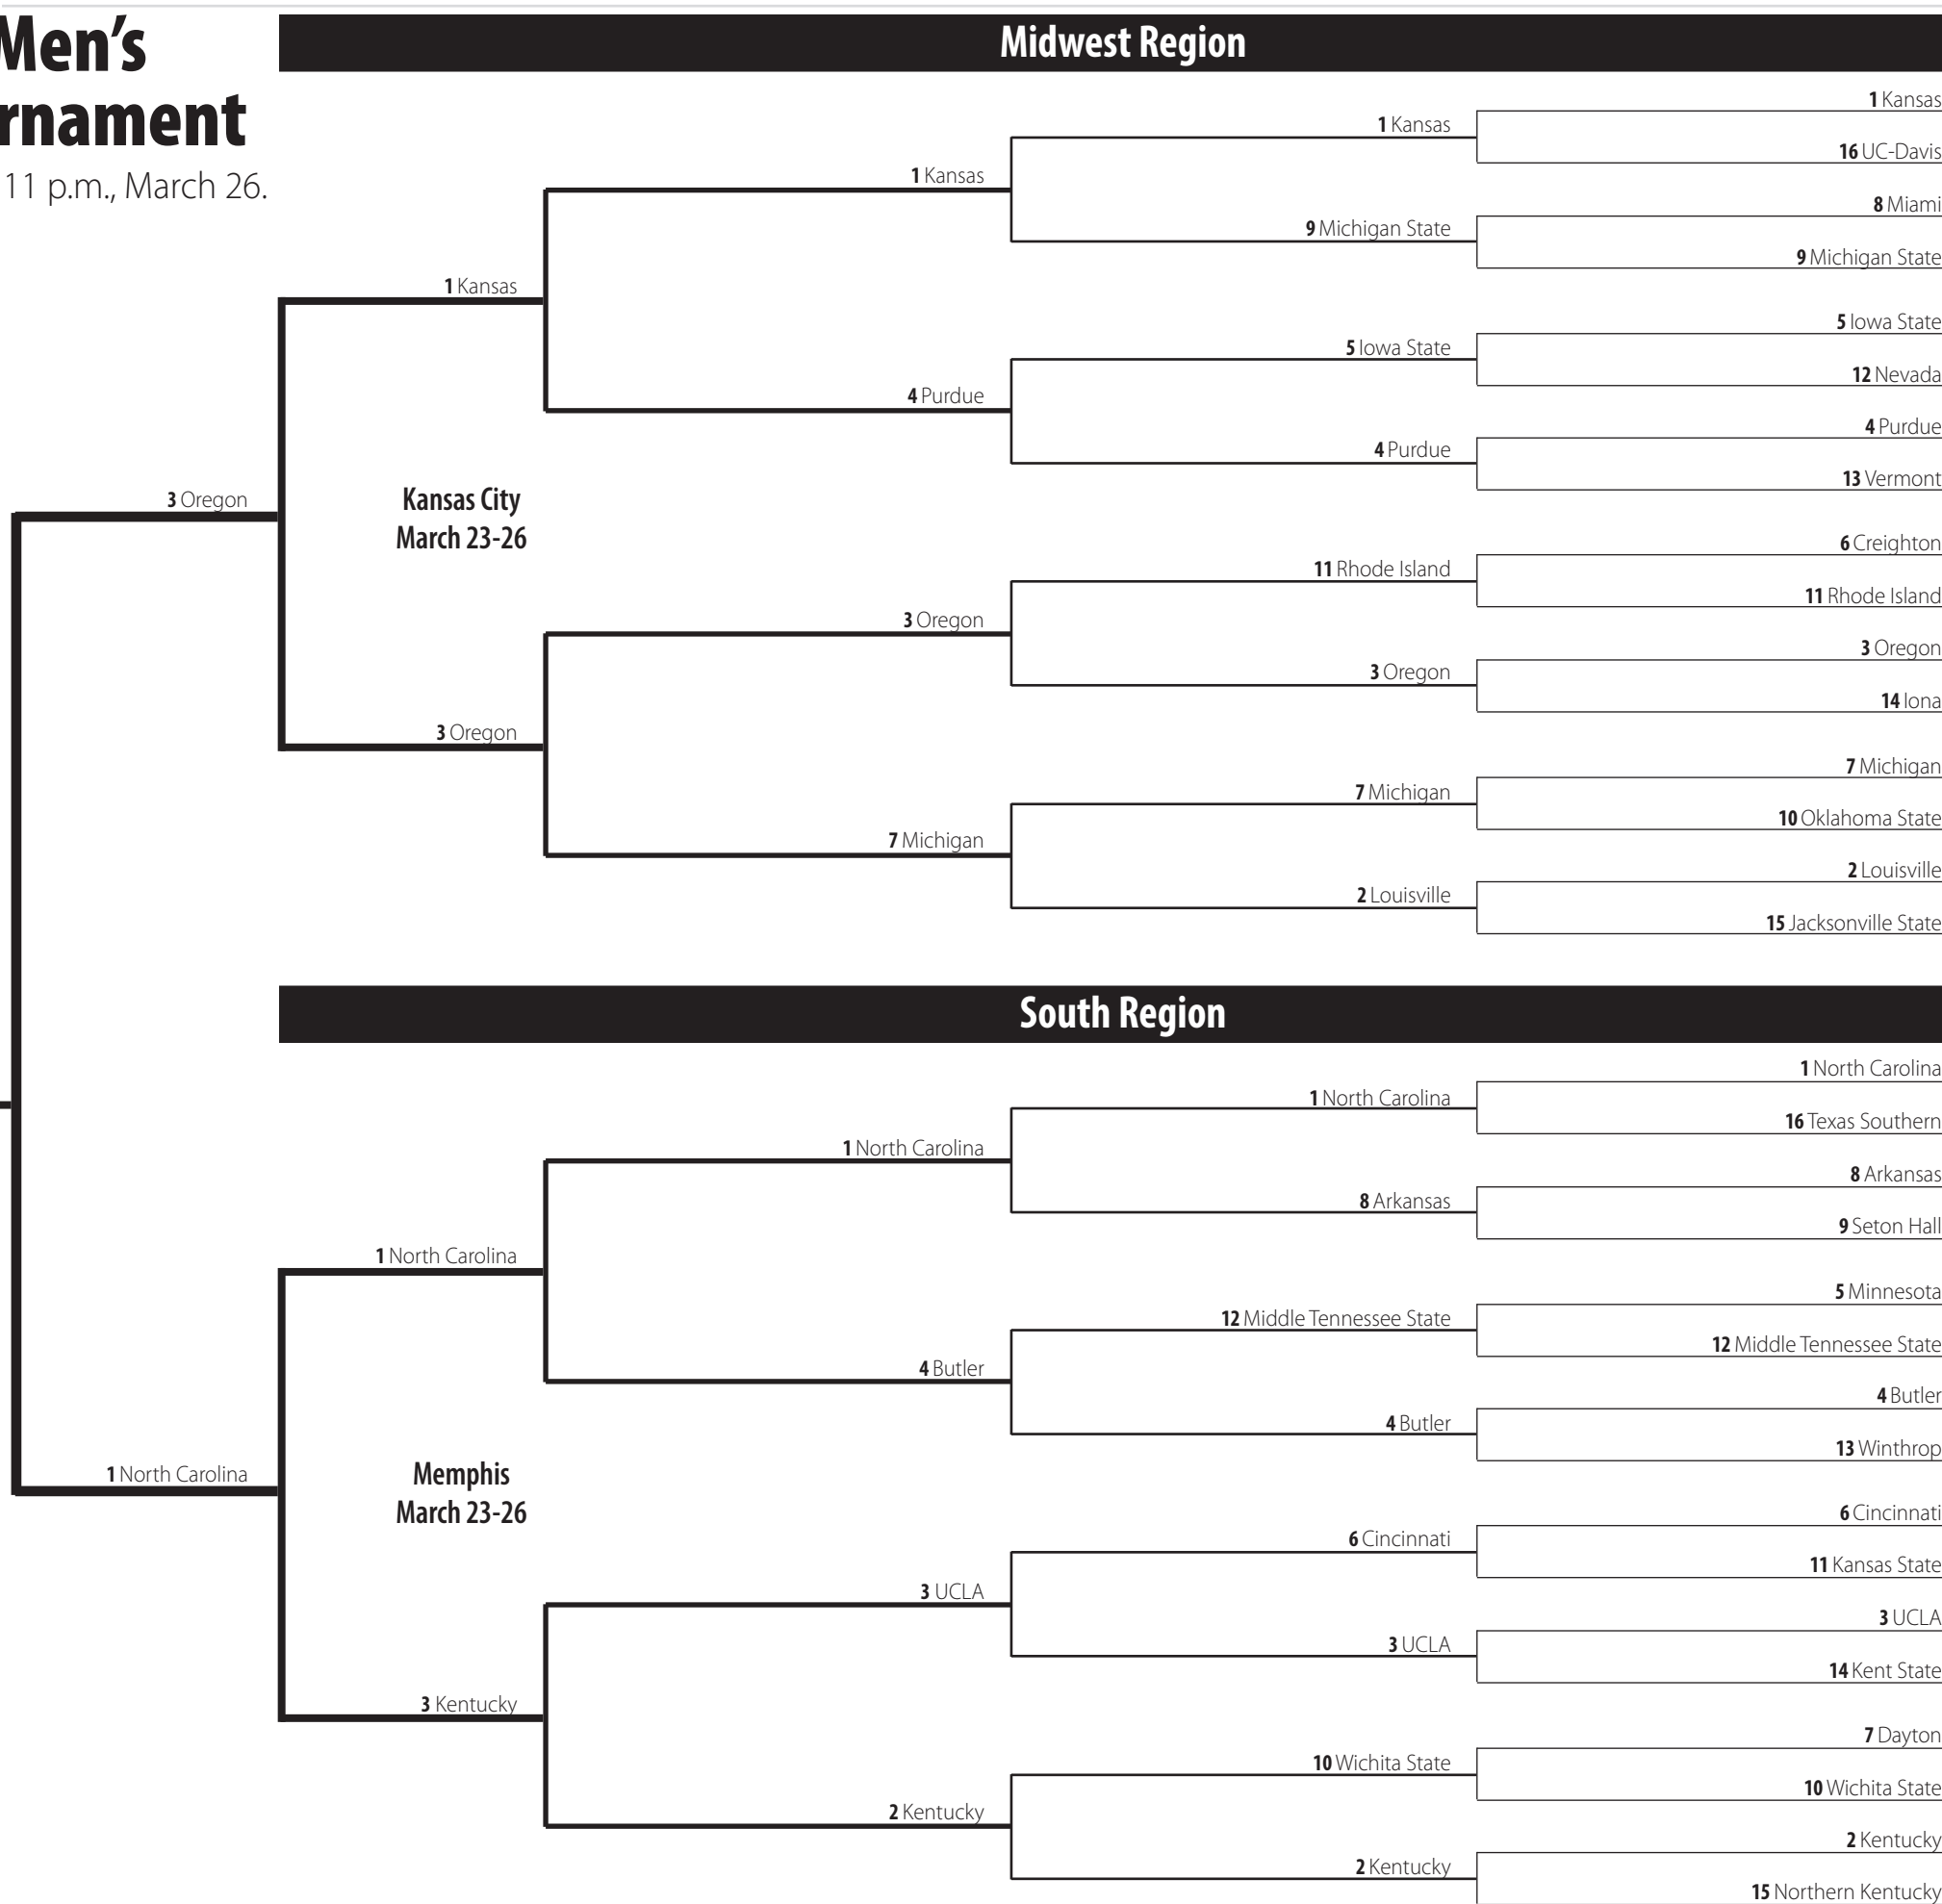 Men's
rnament
11 p.m., March 26.
Midwest Region
1 Kansas
16 UC-Davis
8 Miami
9 Michigan State
5 Iowa State
12 Nevada
4 Purdue
13 Vermont
6 Creighton
11 Rhode Island
3 Oregon
14 Iona
7 Michigan
10 Oklahoma State
2 Louisville
15 Jacksonville State
1 Kansas
9 Michigan State
5 Iowa State
4 Purdue
11 Rhode Island
3 Oregon
7 Michigan
2 Louisville
1 Kansas
4 Purdue
3 Oregon
7 Michigan
1 Kansas
3 Oregon
Kansas City
March 23-26
3 Oregon
South Region
1 North Carolina
16 Texas Southern
8 Arkansas
9 Seton Hall
5 Minnesota
12 Middle Tennessee State
4 Butler
13 Winthrop
6 Cincinnati
11 Kansas State
3 UCLA
14 Kent State
7 Dayton
10 Wichita State
2 Kentucky
15 Northern Kentucky
1 North Carolina
8 Arkansas
12 Middle Tennessee State
4 Butler
6 Cincinnati
3 UCLA
10 Wichita State
2 Kentucky
1 North Carolina
4 Butler
3 UCLA
2 Kentucky
1 North Carolina
3 Kentucky
Memphis
March 23-26
1 North Carolina